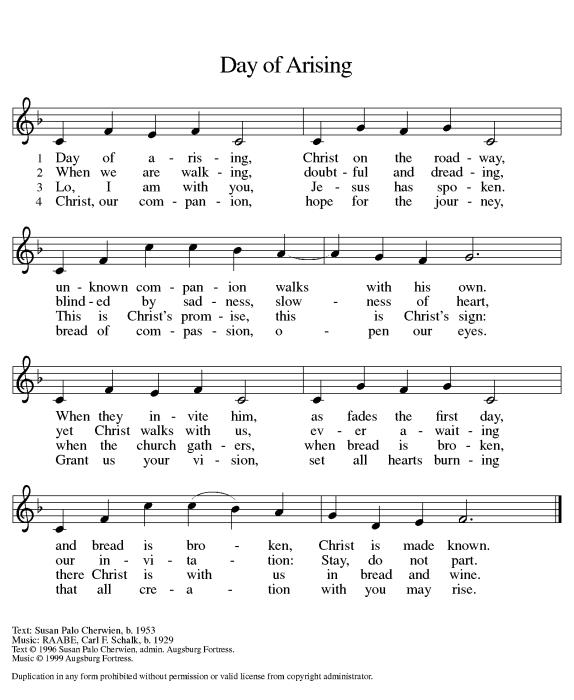 Day of Arising
1 Day of a - ris - ing, Christ on the road - way,
2 When we are walk - ing, doubt - ful and dread - ing,
3 Lo, I am with you, Je - sus has spo - ken.
4 Christ, our com - pan - ion, hope for the jour - ney,
un - known com - pan - ion walks with his own.
blind - ed by sad - ness, slow - ness of heart,
This is Christ's prom - ise, this is Christ's sign:
bread of com - pas - sion, o - pen our eyes.
When they in - vite him, as fades the first day,
yet Christ walks with us, ev - er a - wait - ing
when the church gath - ers, when bread is bro - ken,
Grant us your vi - sion, set all hearts burn - ing
and bread is bro - ken, Christ is made known.
our in - vi - ta - tion: Stay, do not part.
there Christ is with us in bread and wine.
that all cre - a - tion with you may rise.
Text: Susan Palo Cherwien, b. 1953
Music: RAABE, Carl F. Schalk, b. 1929
Text © 1996 Susan Palo Cherwien, admin. Augsburg Fortress.
Music © 1999 Augsburg Fortress.
Duplication in any form prohibited without permission or valid license from copyright administrator.